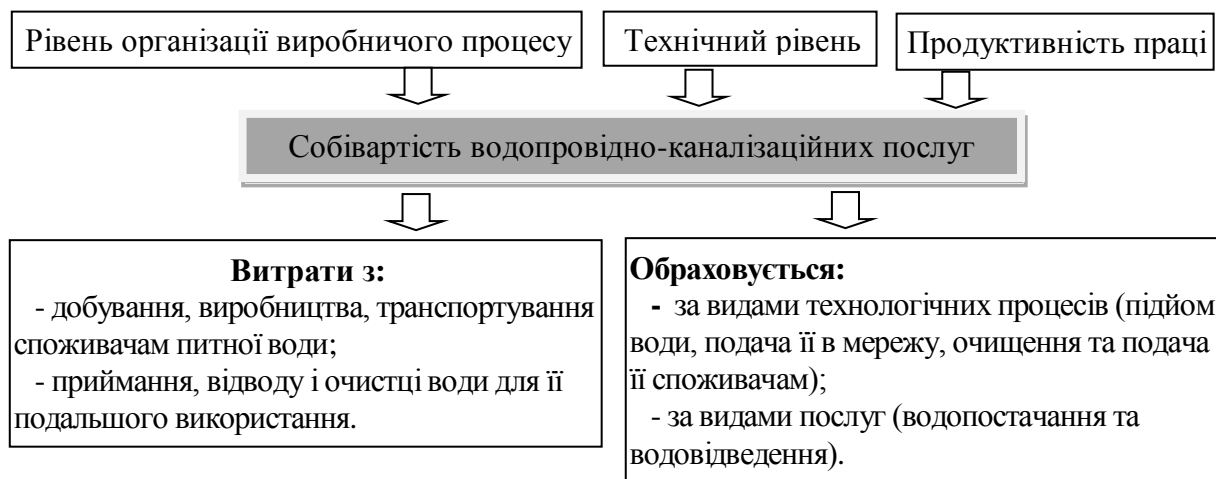 Рівень організації виробничого процесу
Технічний рівень
Продуктивність праці
Собівартість водопровідно-каналізаційних послуг
Витрати з:
- добування, виробництва, транспортування
споживачам питної води;
- приймання, відводу і очистці води для її
подальшого використання.
Обраховується:
- за видами технологічних процесів (підйом
води, подача її в мережу, очищення та подача
її споживачам);
- за видами послуг (водопостачання та
водовідведення).